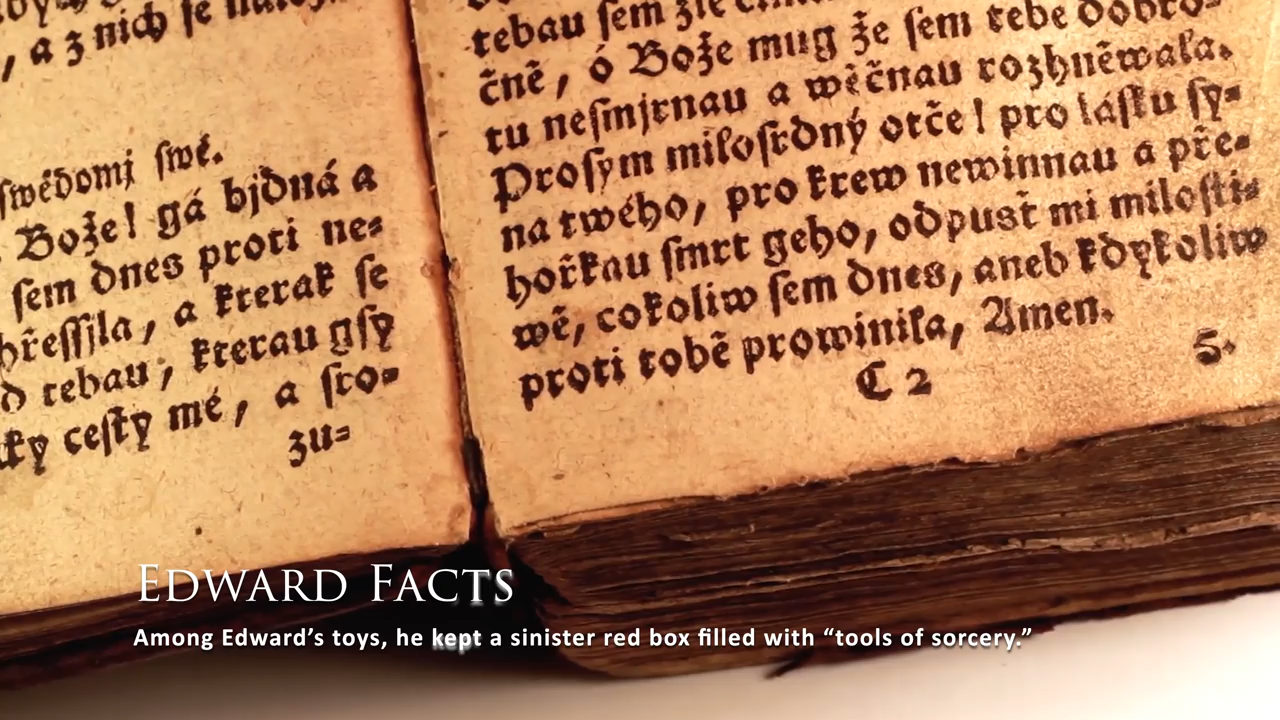 , a z nich ſe
ſwědomj ſwé.
Bože! gá bjdná a
ſem dnes proti ne=
hřeſſyla, a kterak ſe
tebau; kterau gſy
ceſty mé, a ſro=
zu=
tebau ſem zle
čně, ó Bože mug že ſem tebe dobro=
tu neſmjrnau a wěčnau rozhněwala.
Proſym miloſrdný otče! pro láſku ſy=
na twého, pro krew newinnau a pře=
hořkau ſmrt geho, odpusť mi miloſti=
wě, cokoliw ſem dnes, aneb kdykoliw
proti tobě prowinila, Amen.
C 2
5.
Edward Facts
Among Edward’s toys, he kept a sinister red box filled with “tools of sorcery.”